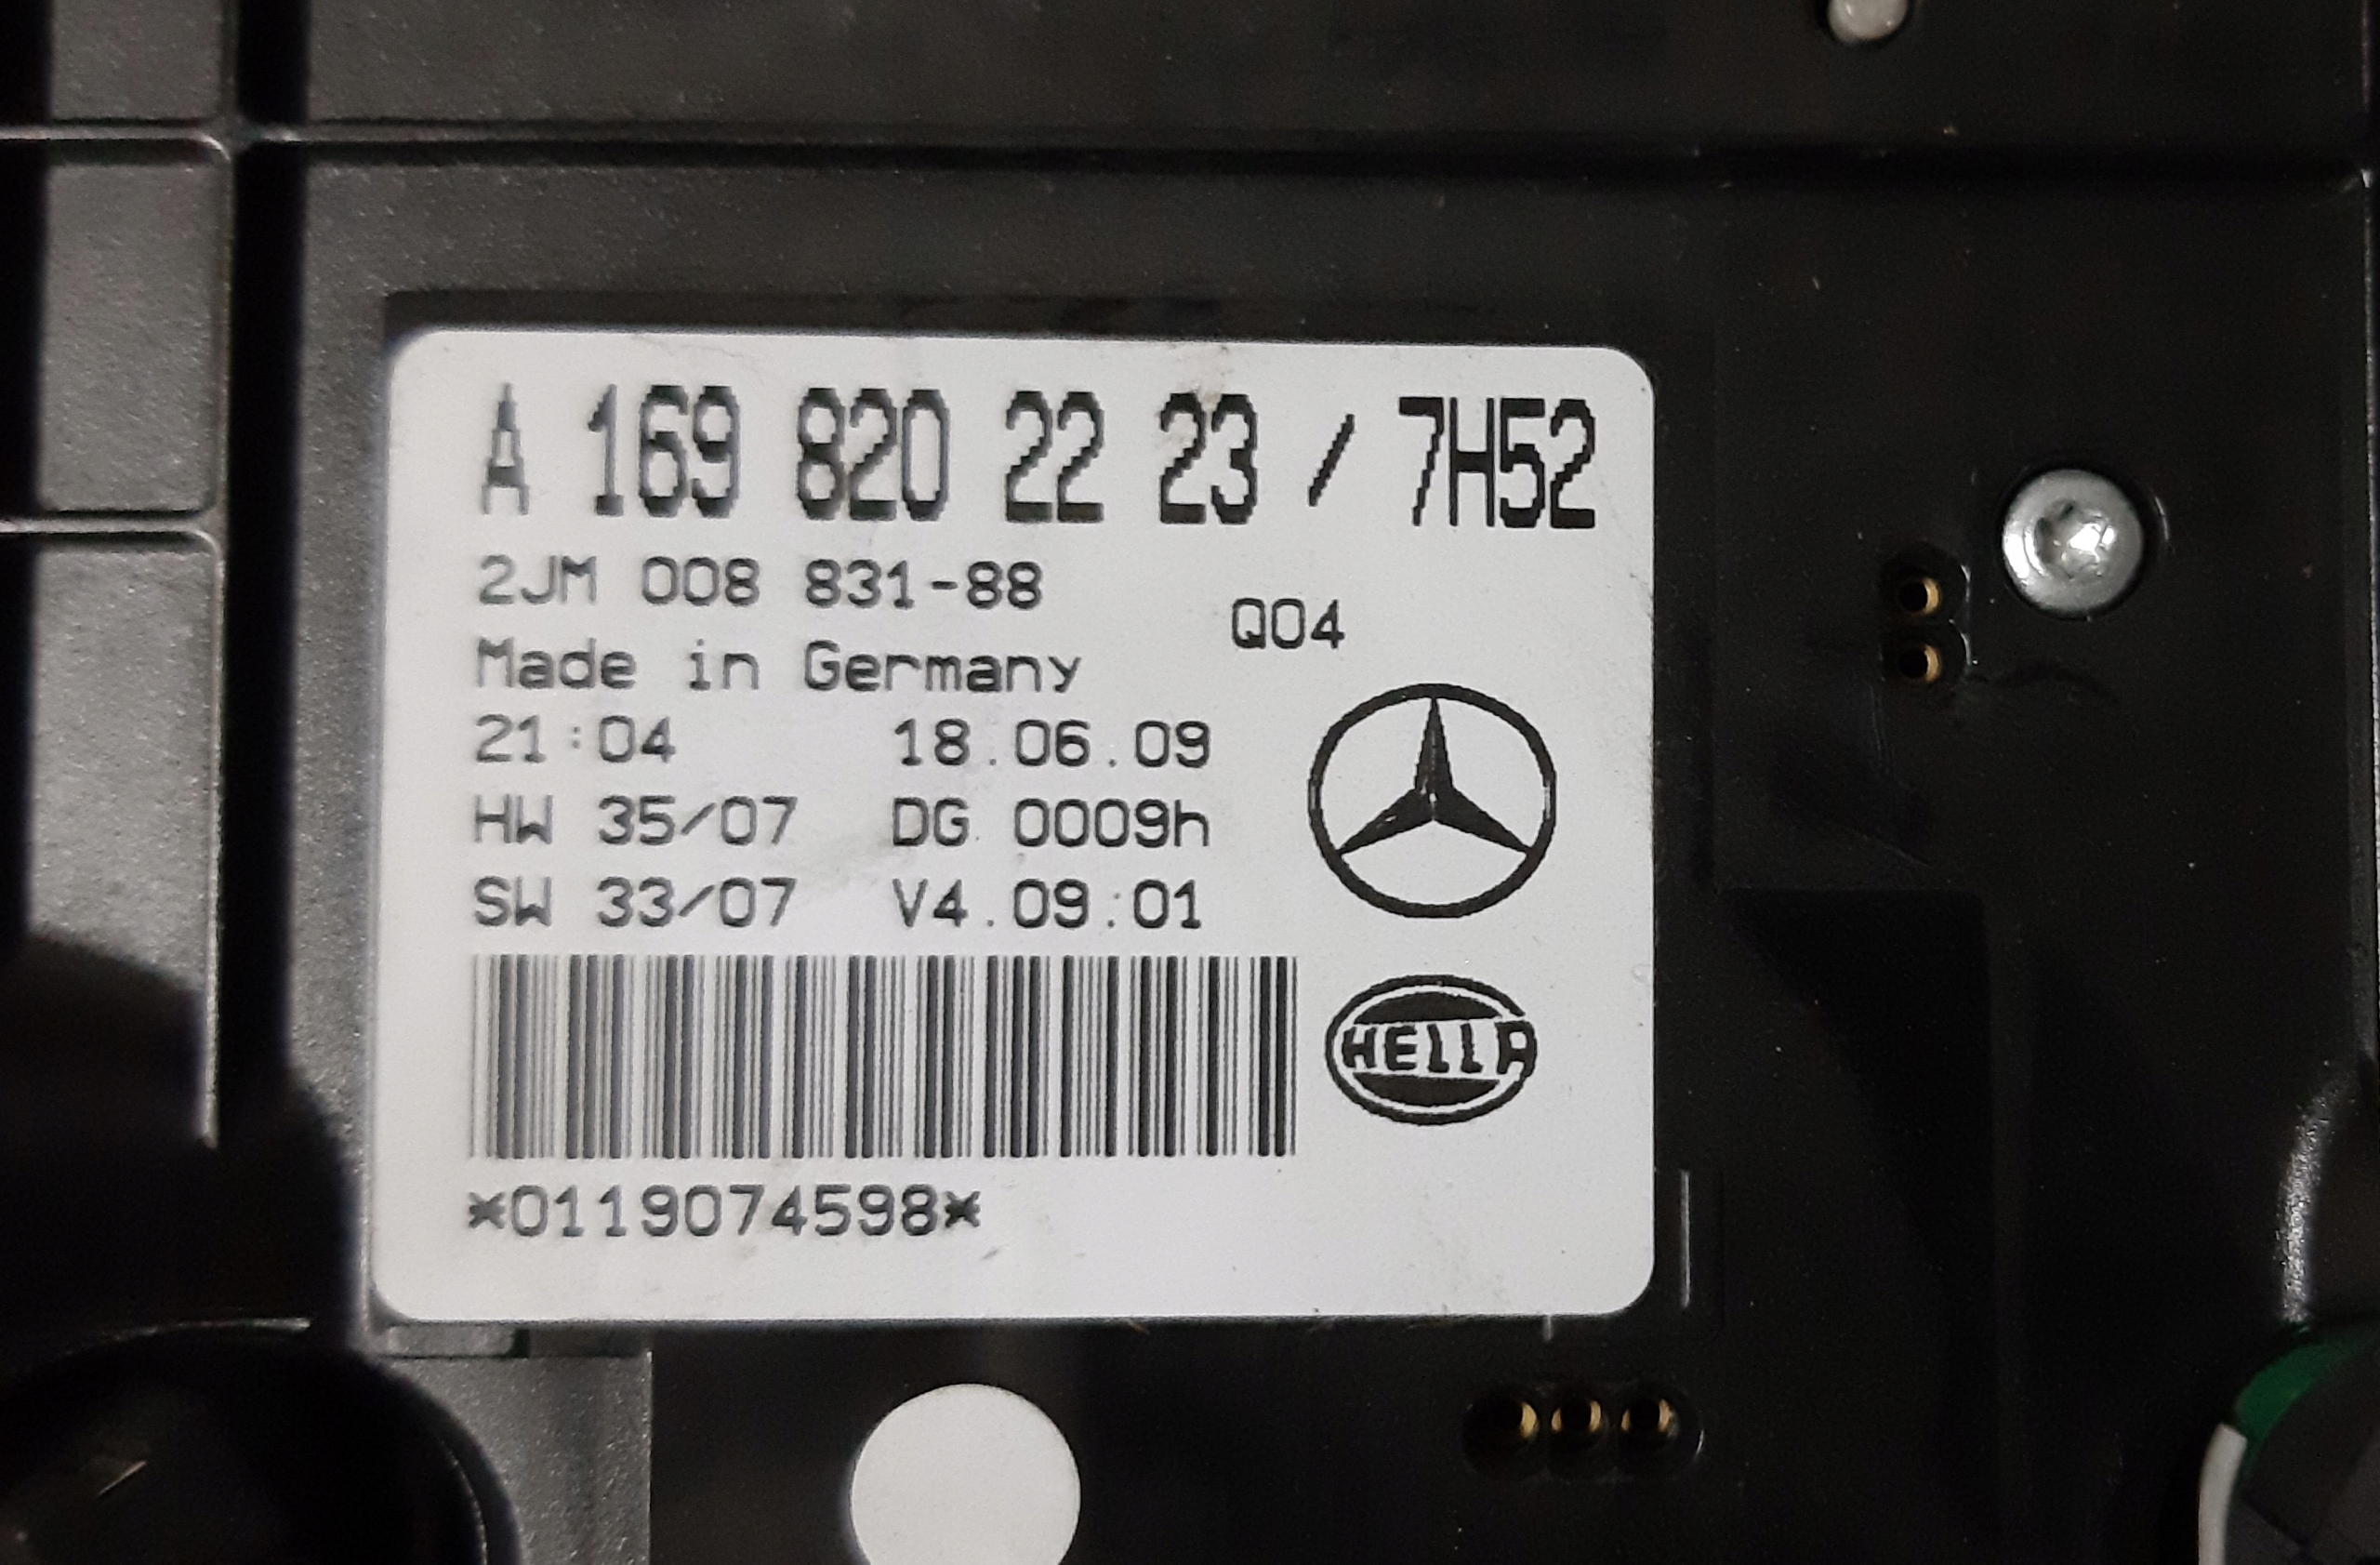 A 169 820 22 23 / 7H52
2JM 008 831-88
Q04
Made in Germany
21:04 18.06.09
HW 35/07 DG 0009h
SW 33/07 V4.09:01
HELLA
*0119074598*